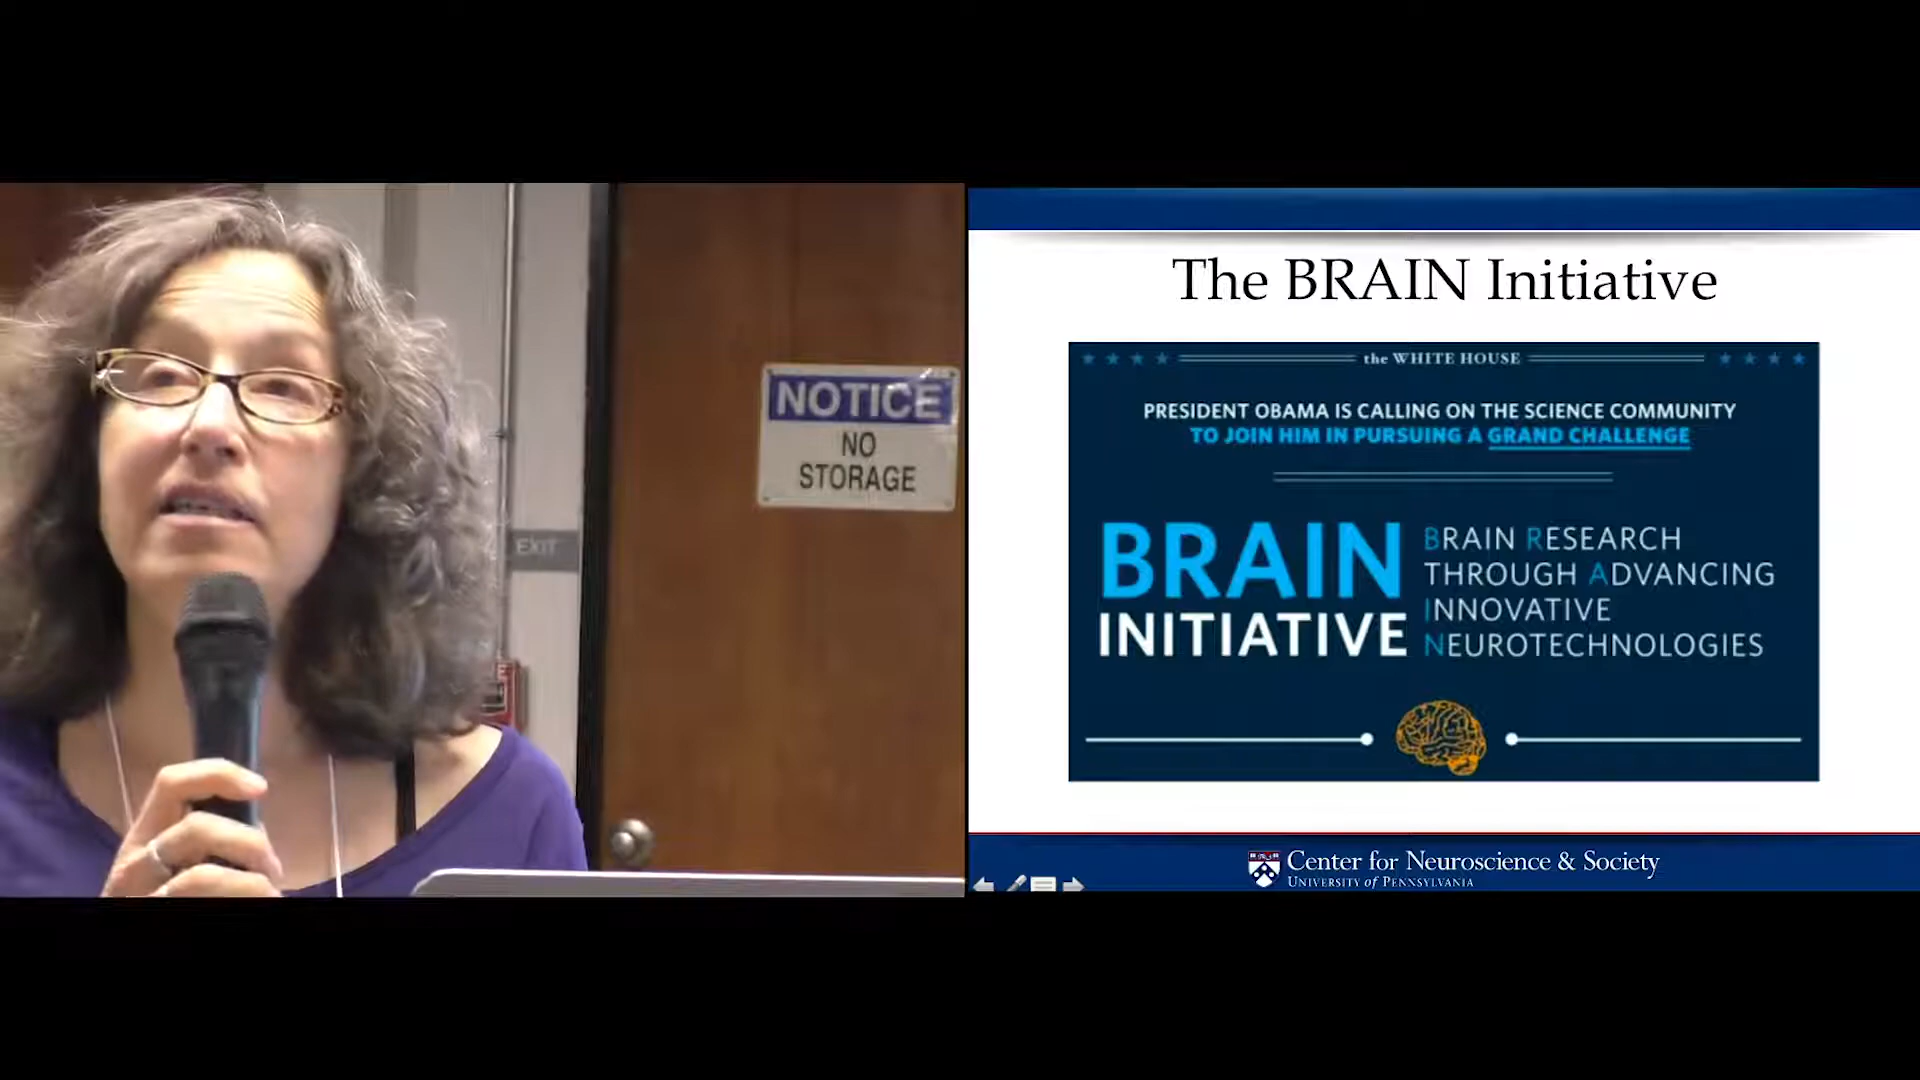 NOTICE
NO
STORAGE
EXIT
The BRAIN Initiative
the WHITE HOUSE
PRESIDENT OBAMA IS CALLING ON THE SCIENCE COMMUNITY
TO JOIN HIM IN PURSUING A GRAND CHALLENGE
BRAIN
INITIATIVE
BRAIN RESEARCH
THROUGH ADVANCING
INNOVATIVE
NEUROTECHNOLOGIES
Center for Neuroscience & Society
UNIVERSITY of PENNSYLVANIA